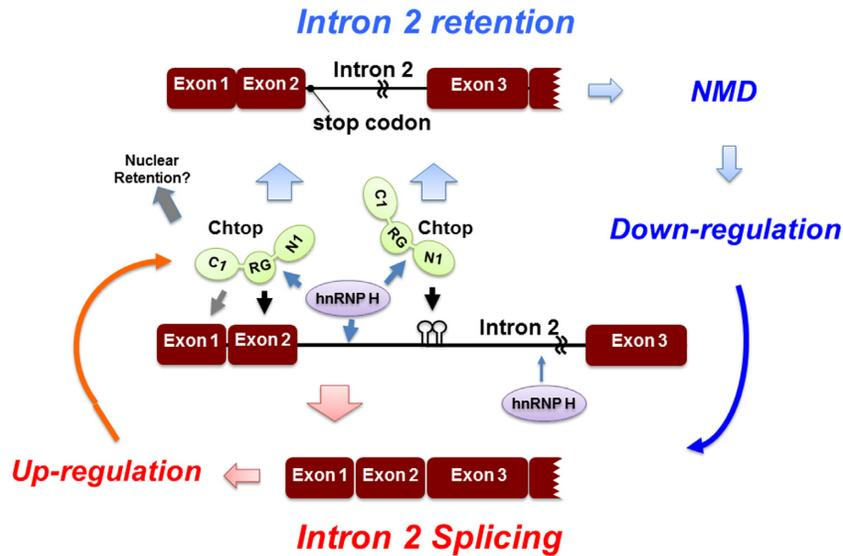 Intron 2 retention
Exon 1 Exon 2 Intron 2 Exon 3
stop codon
NMD
Nuclear
Retention?
Chtop
C1 RG N1
C1 RG N1
Chtop
Down-regulation
hnRNP H
Exon 1 Exon 2 Intron 2 Exon 3
hnRNP H
Up-regulation
Exon 1 Exon 2 Exon 3
Intron 2 Splicing